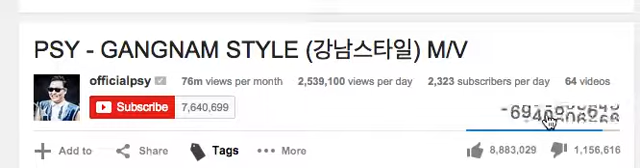 PSY - GANGNAM STYLE (강남스타일) M/V
officialpsy 76m views per month 2,539,100 views per day 2,323 subscribers per day 64 videos
Subscribe 7,640,699
Add to Share Tags More 8,883,029 1,156,616